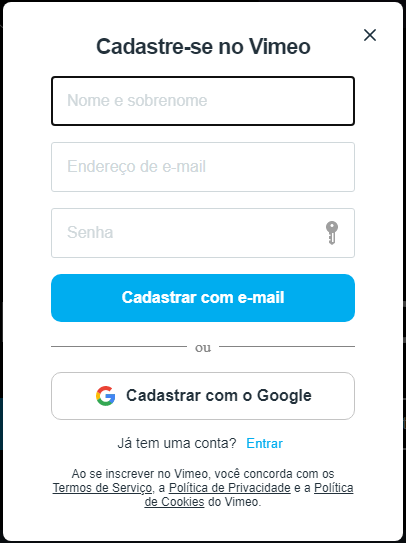 Cadastre-se no Vimeo
Nome e sobrenome
Endereço de e-mail
Senha
Cadastrar com e-mail
ou
Cadastrar com o Google
Já tem uma conta? Entrar
Ao se inscrever no Vimeo, você concorda com os
Termos de Serviço, a Política de Privacidade e a Política
de Cookies do Vimeo.